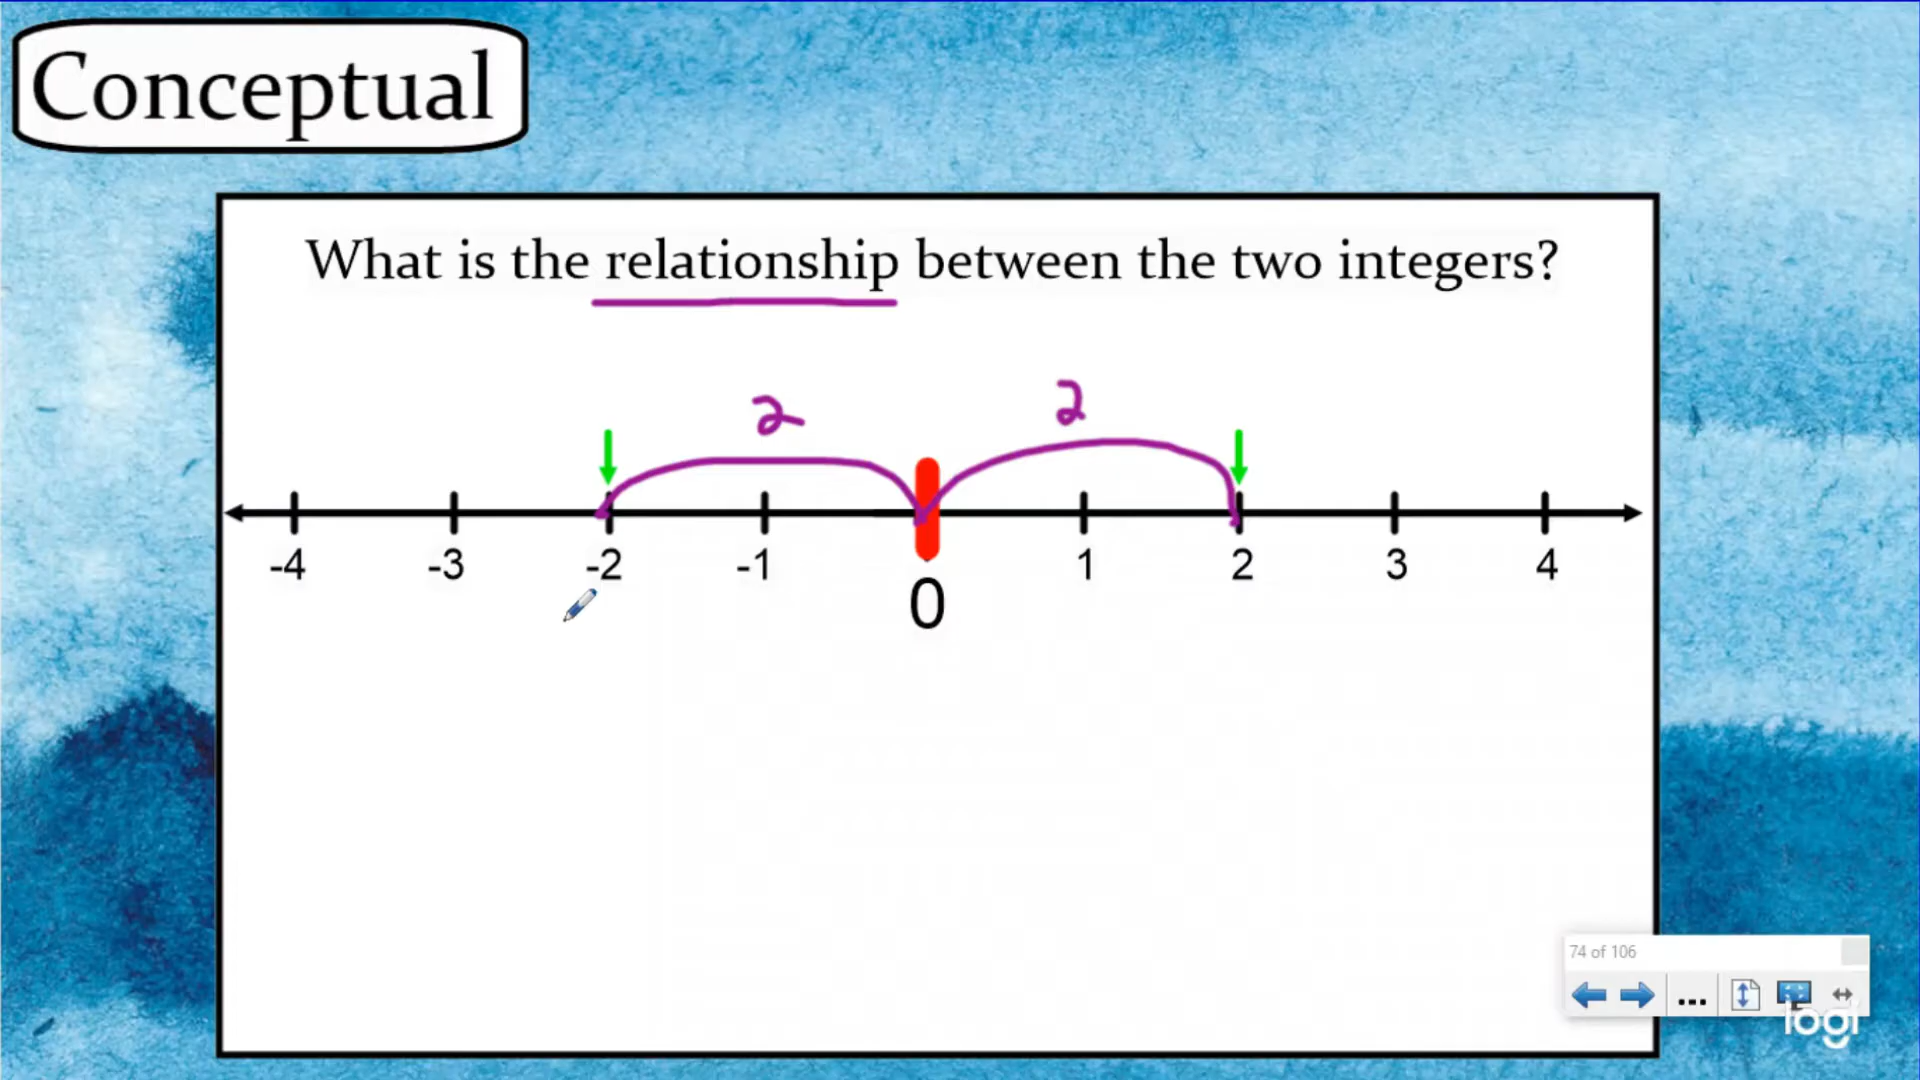 Conceptual
What is the relationship between the two integers?
2 2
-4 -3 -2 -1 0 1 2 3 4
74 of 106
...
logi